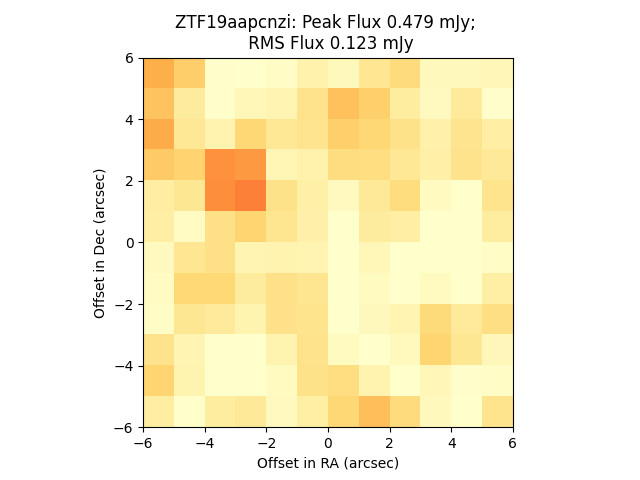 ZTF19aapcnzi: Peak Flux 0.479 mJy;
RMS Flux 0.123 mJy
6
4
2
0
−2
−4
−6
Offset in Dec (arcsec)
−6 −4 −2 0 2 4 6
Offset in RA (arcsec)